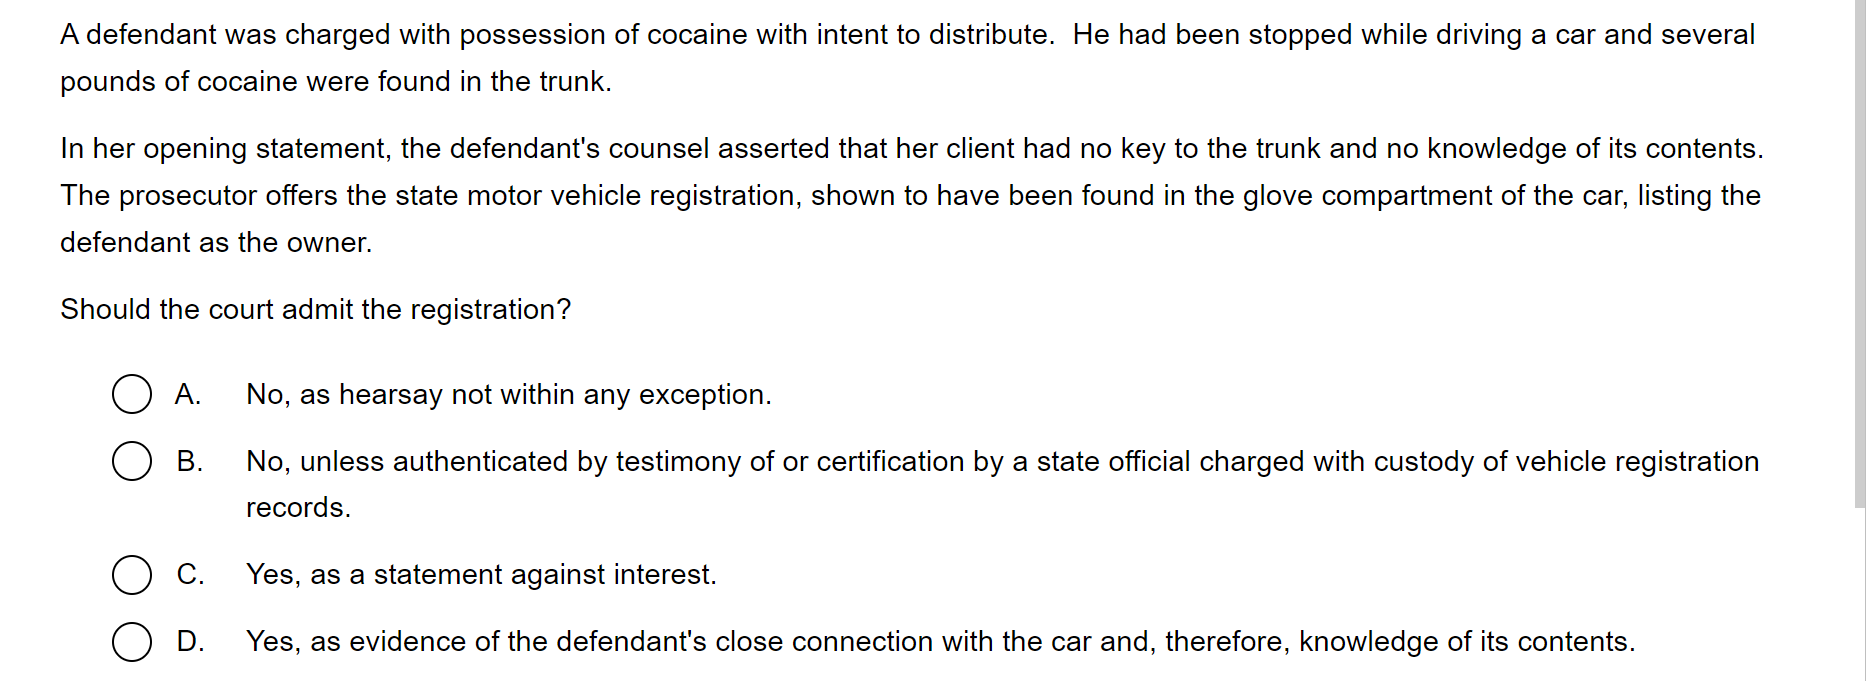 A defendant was charged with possession of cocaine with intent to distribute.  He had been stopped while driving a car and several
pounds of cocaine were found in the trunk.
In her opening statement, the defendant's counsel asserted that her client had no key to the trunk and no knowledge of its contents.
The prosecutor offers the state motor vehicle registration, shown to have been found in the glove compartment of the car, listing the
defendant as the owner.
Should the court admit the registration?
A. No, as hearsay not within any exception.
B. No, unless authenticated by testimony of or certification by a state official charged with custody of vehicle registration
records.
C. Yes, as a statement against interest.
D. Yes, as evidence of the defendant's close connection with the car and, therefore, knowledge of its contents.